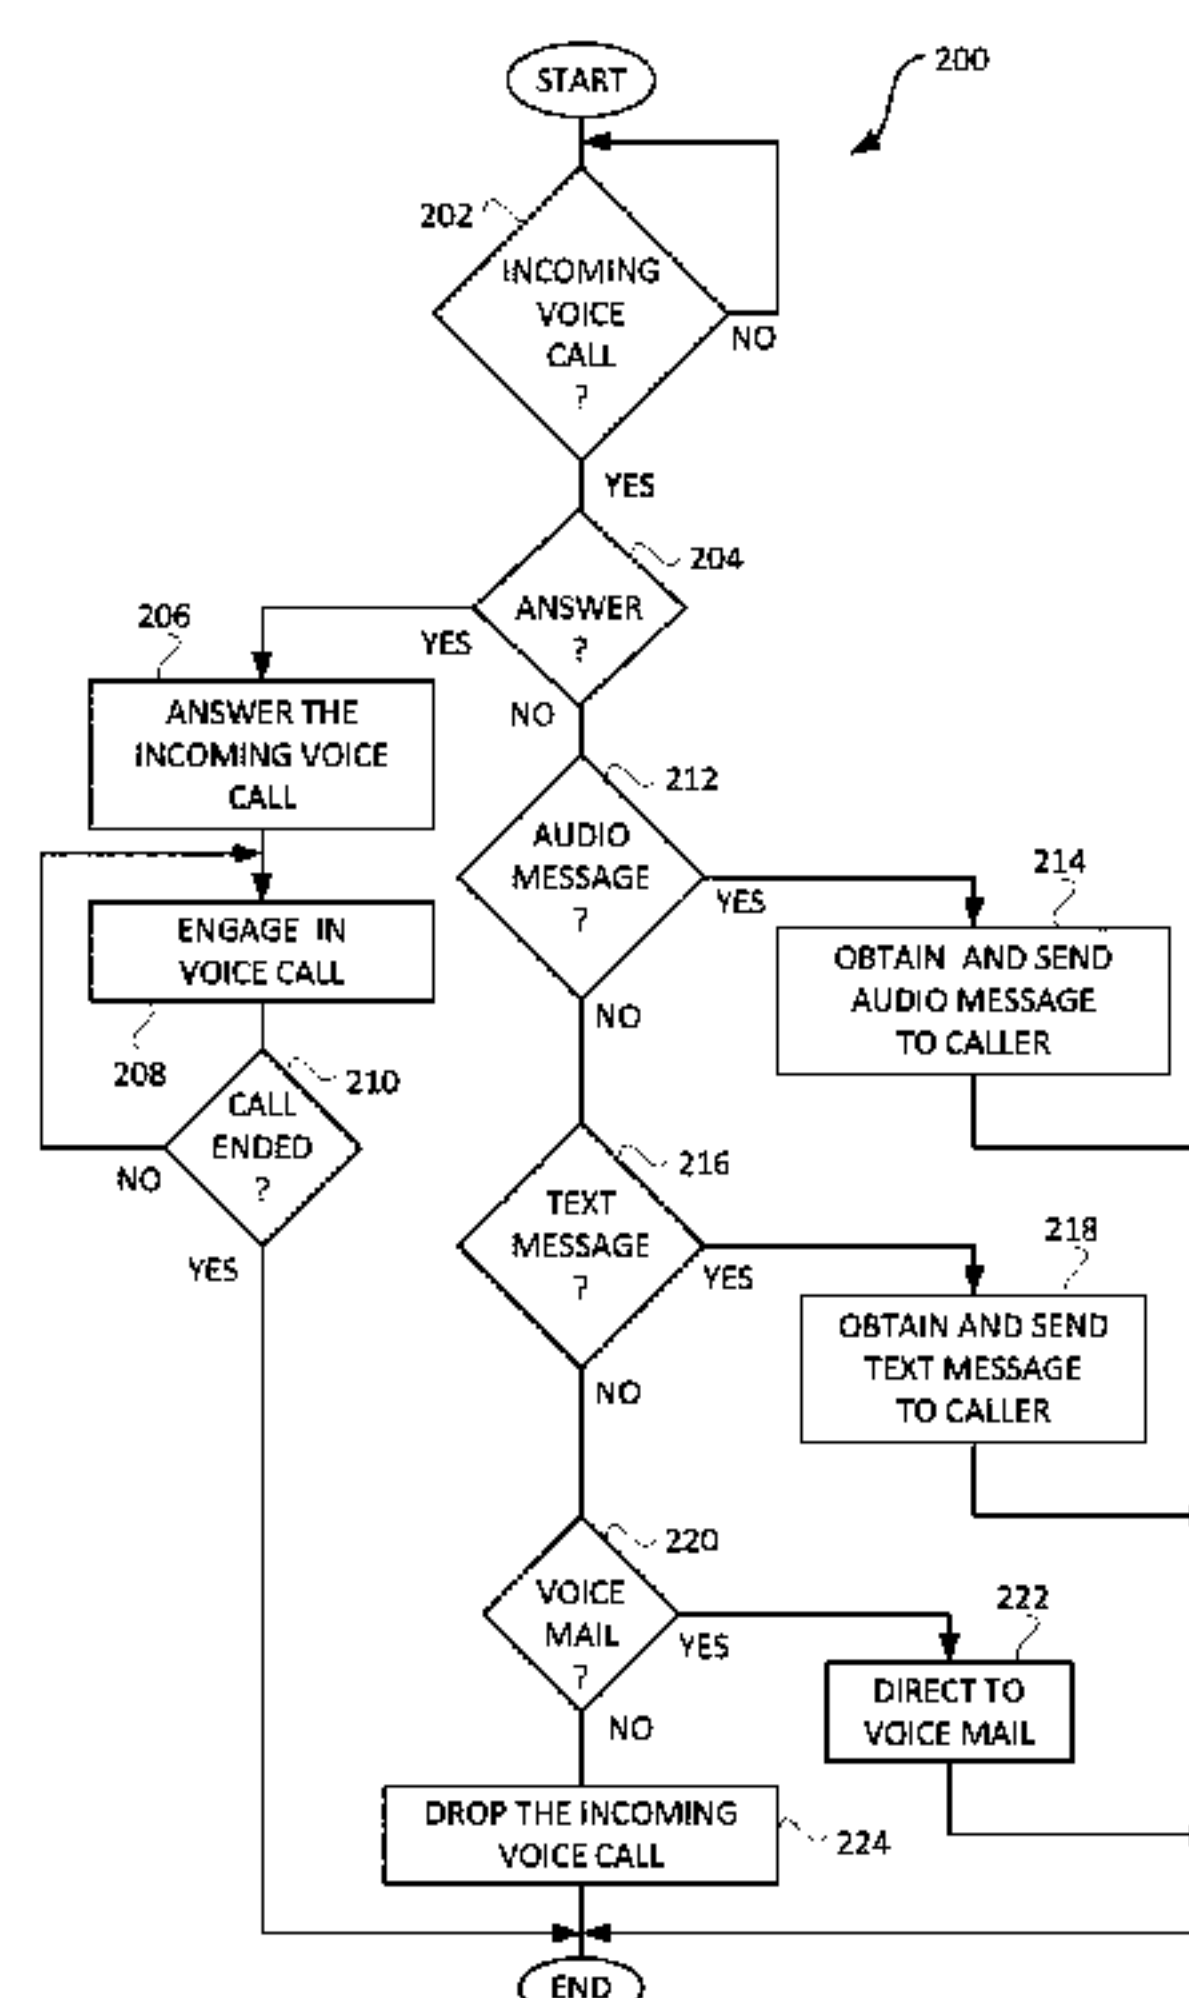 START
200
202
INCOMING
VOICE
CALL
?
NO
YES
204
ANSWER
?
YES
NO
206
ANSWER THE
INCOMING VOICE
CALL
212
AUDIO
MESSAGE
?
YES
NO
214
OBTAIN AND SEND
AUDIO MESSAGE
TO CALLER
ENGAGE IN
VOICE CALL
208
210
CALL
ENDED
?
NO
YES
216
TEXT
MESSAGE
?
YES
NO
218
OBTAIN AND SEND
TEXT MESSAGE
TO CALLER
220
VOICE
MAIL
?
YES
NO
222
DIRECT TO
VOICE MAIL
DROP THE INCOMING
VOICE CALL
224
END